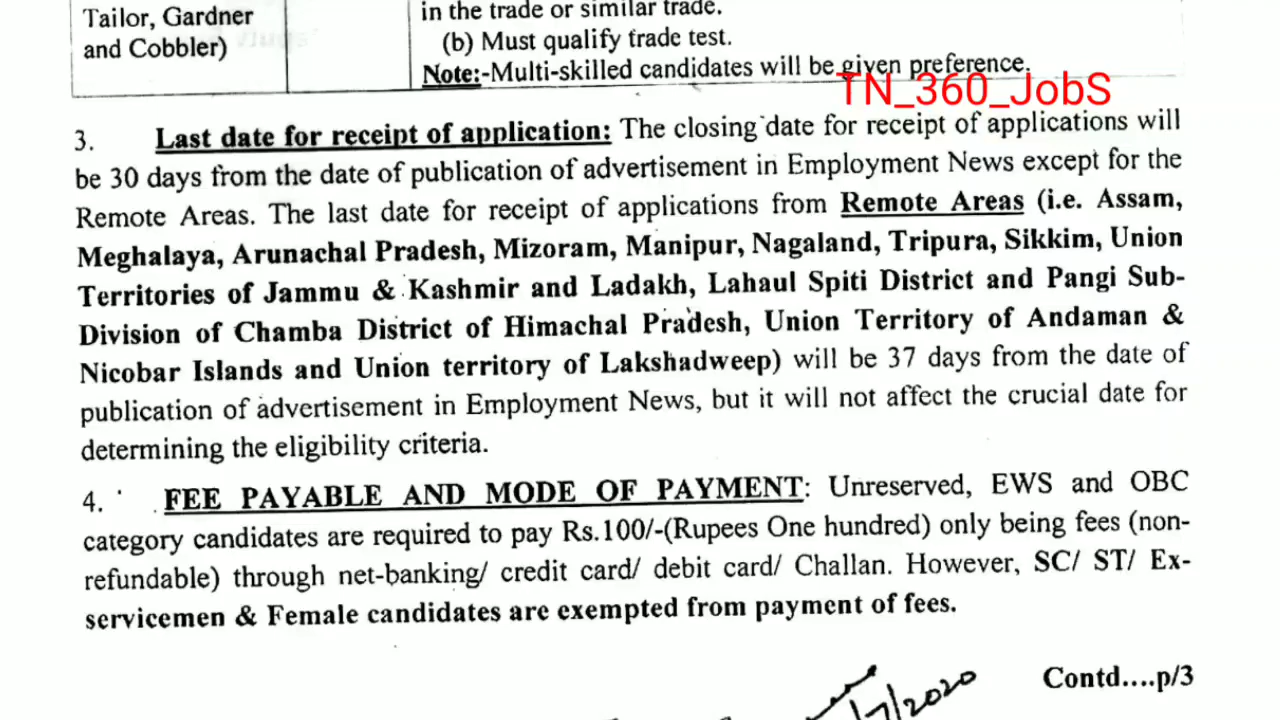 Tailor, Gardner
and Cobbler)
in the trade or similar trade.
(b) Must qualify trade test.
Note:-Multi-skilled candidates will be given preference.
TN_360_JobS
3. Last date for receipt of application: The closing date for receipt of applications will
be 30 days from the date of publication of advertisement in Employment News except for the
Remote Areas. The last date for receipt of applications from Remote Areas (i.e. Assam,
Meghalaya, Arunachal Pradesh, Mizoram, Manipur, Nagaland, Tripura, Sikkim, Union
Territories of Jammu & Kashmir and Ladakh, Lahaul Spiti District and Pangi Sub-
Division of Chamba District of Himachal Pradesh, Union Territory of Andaman &
Nicobar Islands and Union territory of Lakshadweep) will be 37 days from the date of
publication of advertisement in Employment News, but it will not affect the crucial date for
determining the eligibility criteria.
4. FEE PAYABLE AND MODE OF PAYMENT: Unreserved, EWS and OBC
category candidates are required to pay Rs.100/-(Rupees One hundred) only being fees (non-
refundable) through net-banking/ credit card/ debit card/ Challan. However, SC/ ST/ Ex-
servicemen & Female candidates are exempted from payment of fees.
Contd....p/3
/7/2020